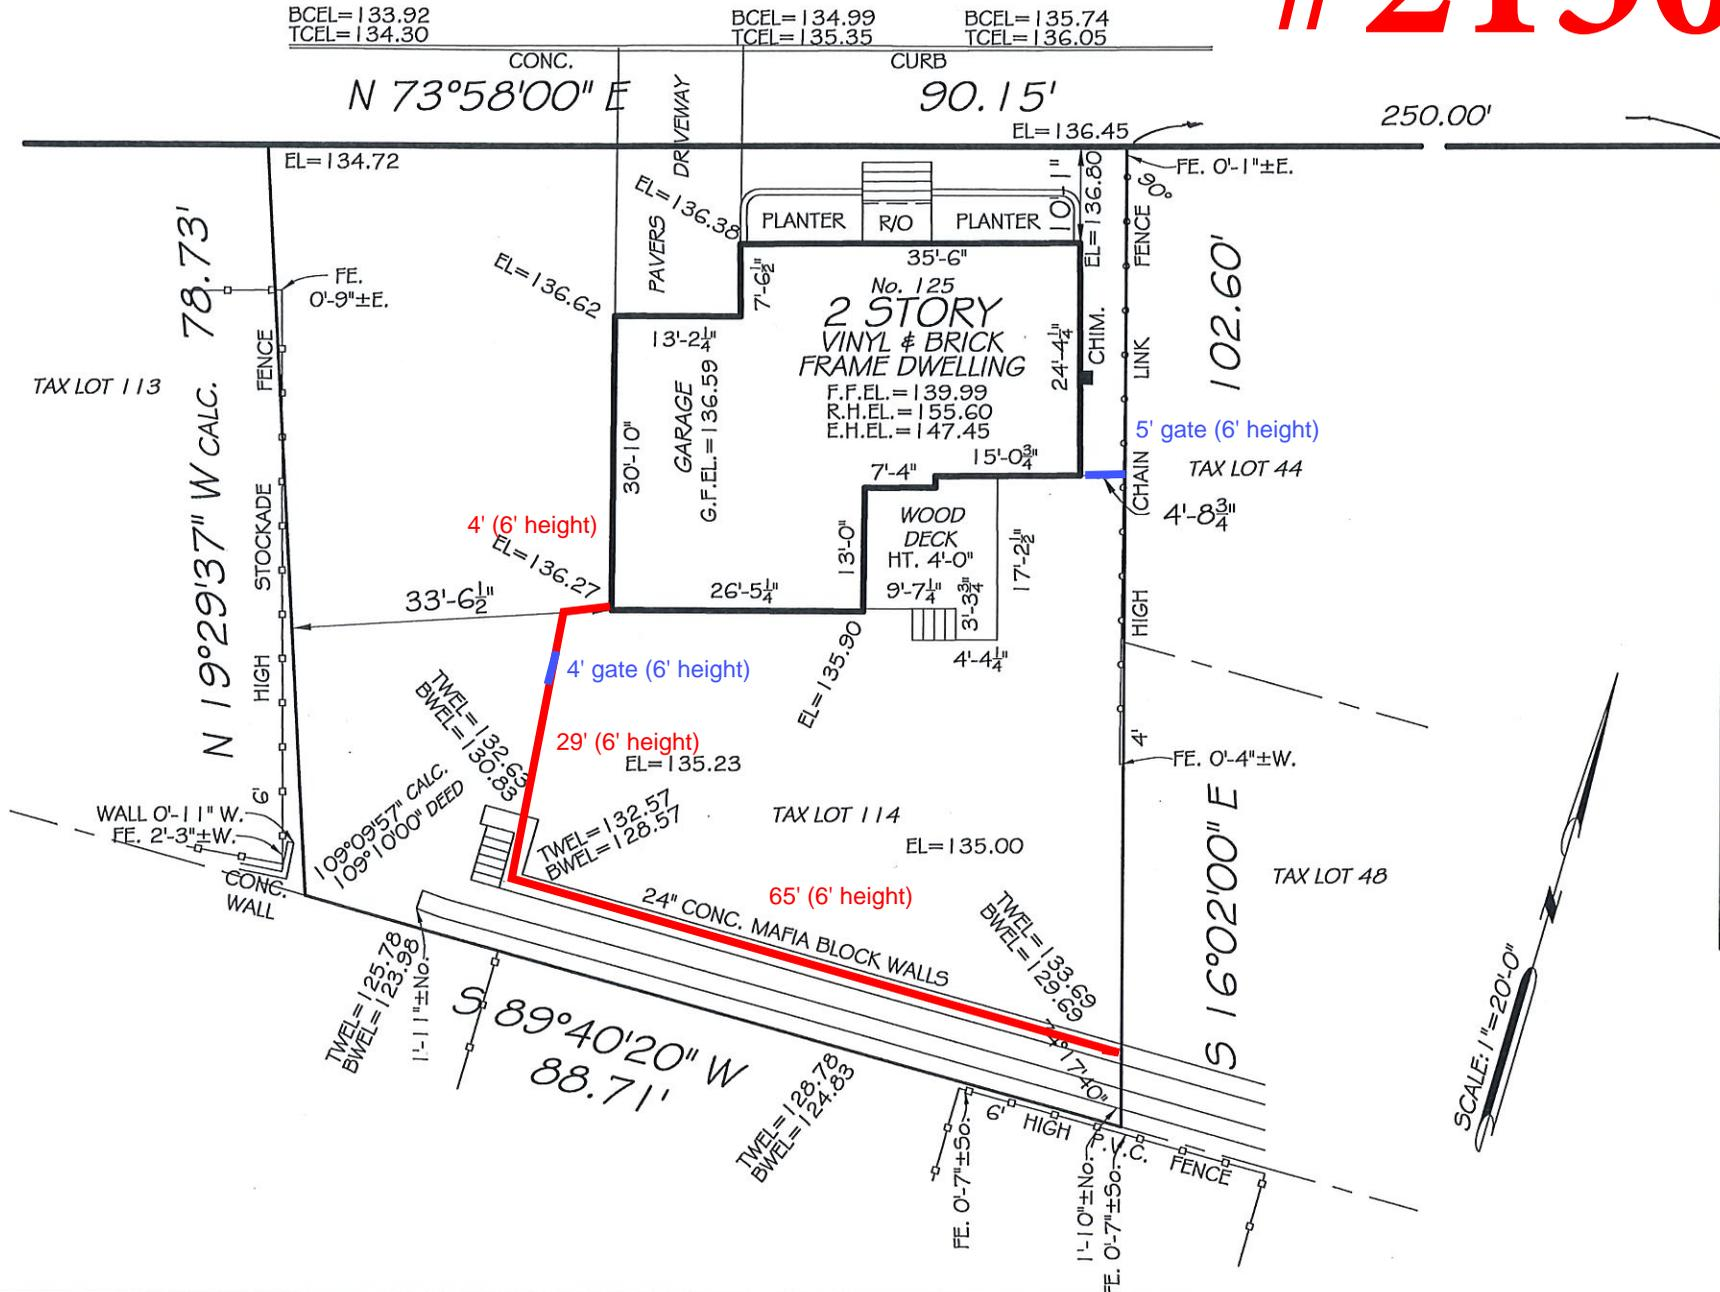 BCEL=133.92
TCEL=134.30
BCEL=134.99
TCEL=135.35
BCEL=135.74
TCEL=136.05
CONC.
CURB
N 73°58'00" E
90.15'
250.00'
EL=136.45
EL=134.72
FE. 0'-1"±E.
90°
DRIVEWAY
PAVERS
EL=136.38
PLANTER
R/O
PLANTER
10'-1"
EL=136.80
FENCE
LINK
CHAIN
HIGH
4'
N 19°29'37" W CALC. 78.73'
FE.
0'-9"±E.
EL=136.62
7'-6½"
35'-6"
No. 125
2 STORY
VINYL & BRICK
FRAME DWELLING
F.F.EL.=139.99
R.H.EL.=155.60
E.H.EL.=147.45
13'-2¼"
24'-4¼"
CHIM.
102.60'
TAX LOT 113
FENCE
STOCKADE
HIGH
6'
GARAGE
G.F.EL.=136.59
30'-10"
5' gate (6' height)
TAX LOT 44
4'-8¾"
7'-4"
15'-0¾"
WOOD
DECK
HT. 4'-0"
13'-0"
17'-2½"
9'-7¼"
3'-3¾"
4'-4¼"
4' (6' height)
EL=136.27
33'-6½"
26'-5¼"
EL=135.90
4' gate (6' height)
TWEL=132.63
BWEL=130.83
29' (6' height)
EL=135.23
FE. 0'-4"±W.
WALL 0'-11" W.
FE. 2'-3"±W.
CONC.
WALL
109°09'57" CALC.
109°10'00" DEED
TWEL=132.57
BWEL=128.57
TAX LOT 114
EL=135.00
TAX LOT 48
S 16°02'00" E
65' (6' height)
24" CONC. MAFIA BLOCK WALLS
TWEL=133.69
BWEL=129.69
TWEL=125.78
BWEL=123.98
1'-11"±No.
S 89°40'20" W
88.71'
TWEL=128.78
BWEL=124.83
6' HIGH P.V.C. FENCE
FE. 0'-7"±So.
1'-10"±No.
FE. 0'-7"±So.
SCALE: 1"=20'-0"